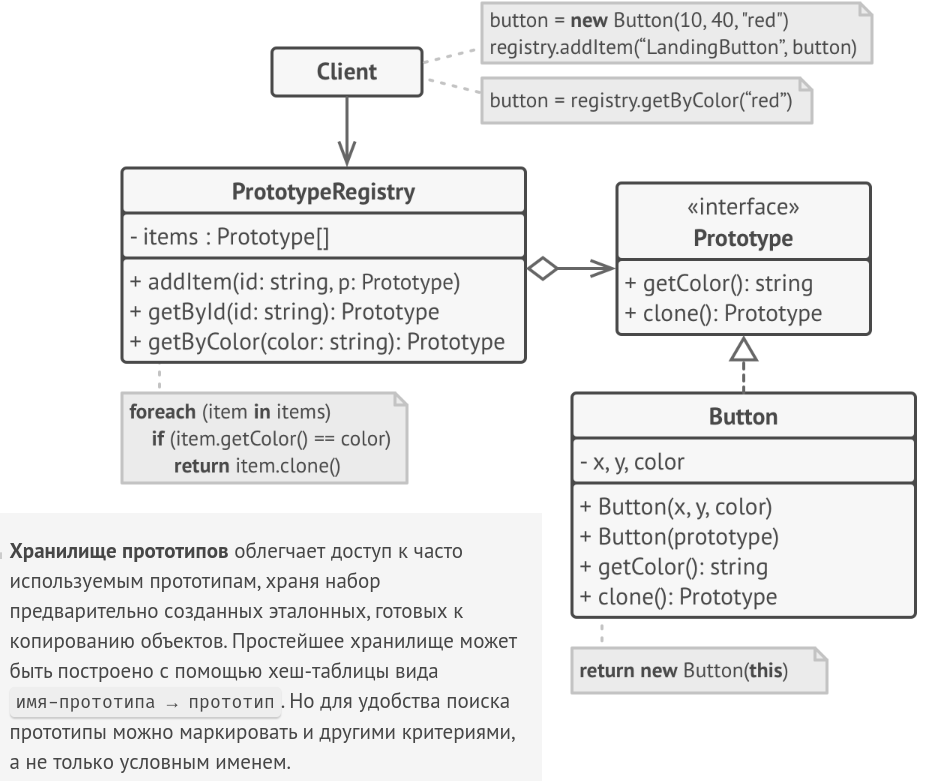 button = new Button(10, 40, "red")
registry.addItem(“LandingButton”, button)
Client
button = registry.getByColor(“red”)
PrototypeRegistry
- items : Prototype[]
+ addItem(id: string, p: Prototype)
+ getById(id: string): Prototype
+ getByColor(color: string): Prototype
«interface»
Prototype
+ getColor(): string
+ clone(): Prototype
foreach (item in items)
if (item.getColor() == color)
return item.clone()
Button
- x, y, color
+ Button(x, y, color)
+ Button(prototype)
+ getColor(): string
+ clone(): Prototype
return new Button(this)
Хранилище прототипов облегчает доступ к часто
используемым прототипам, храня набор
предварительно созданных эталонных, готовых к
копированию объектов. Простейшее хранилище может
быть построено с помощью хеш-таблицы вида
имя-прототипа → прототип. Но для удобства поиска
прототипы можно маркировать и другими критериями,
а не только условным именем.